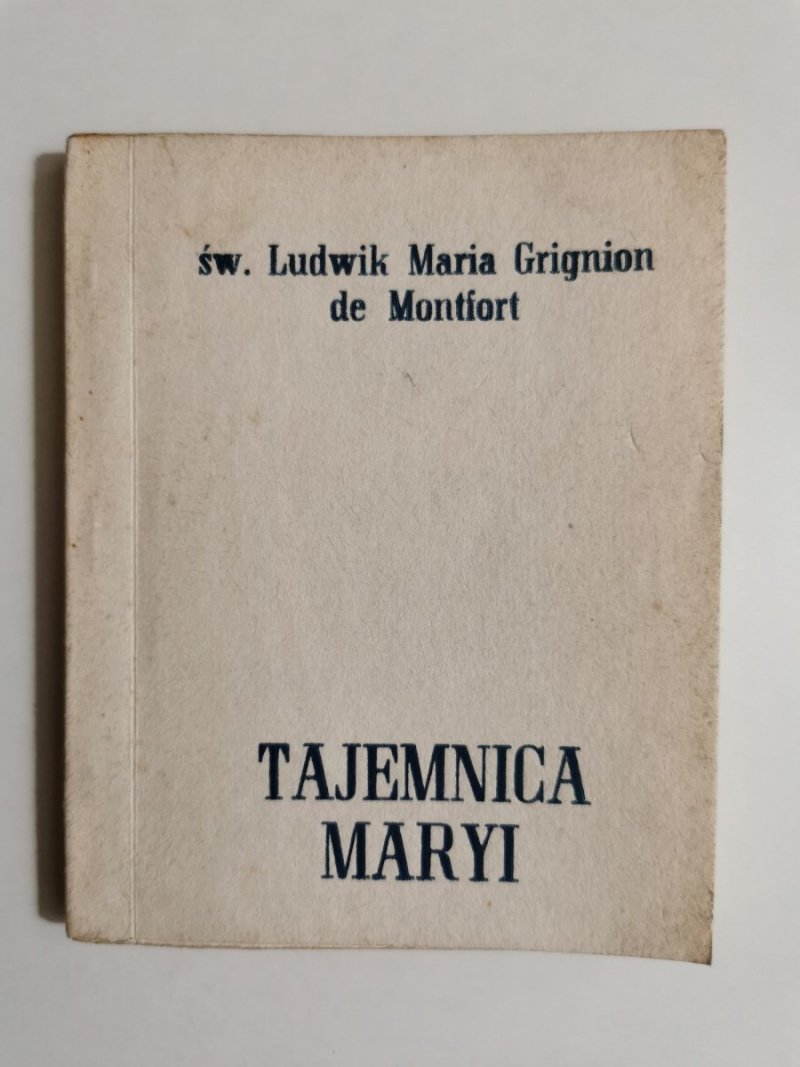 św. Ludwik Maria Grignion
de Montfort
TAJEMNICA
MARYI